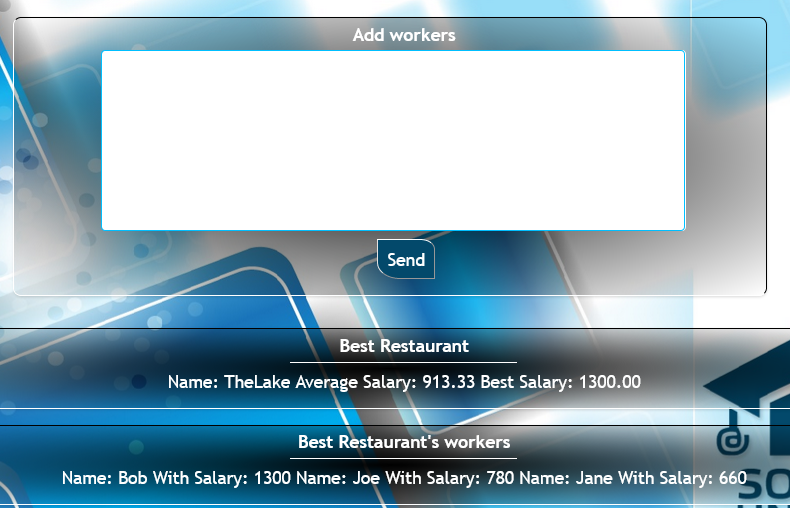 Add workers
Send
Best Restaurant
Name: TheLake Average Salary: 913.33 Best Salary: 1300.00
Best Restaurant's workers
Name: Bob With Salary: 1300 Name: Joe With Salary: 780 Name: Jane With Salary: 660
SO